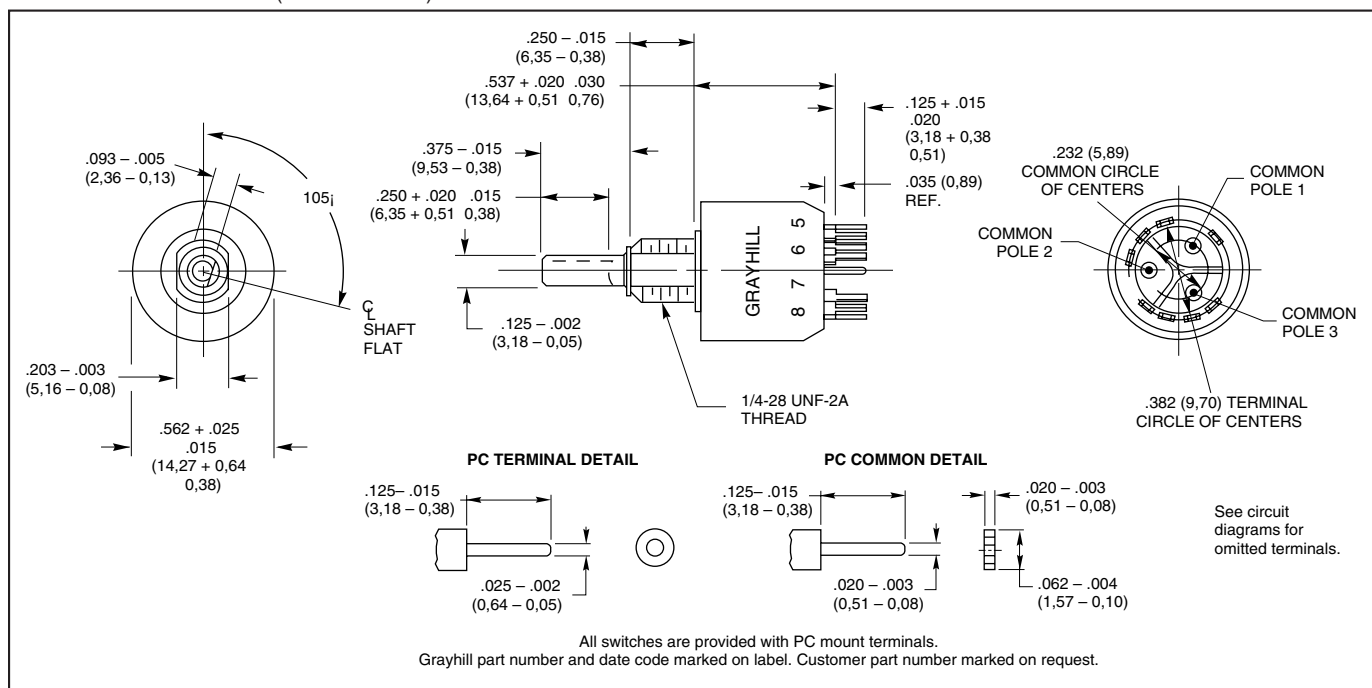 .250 – .015
(6,35 – 0,38)
.537 + .020 .030
(13,64 + 0,51 0,76)
.125 + .015
.020
(3,18 + 0,38
0,51)
.375 – .015
(9,53 – 0,38)
.250 + .020 .015
(6,35 + 0,51 0,38)
.035 (0,89)
REF.
.093 – .005
(2,36 – 0,13)
105¡
.232 (5,89)
COMMON CIRCLE
OF CENTERS
COMMON
POLE 1
COMMON
POLE 2
GRAYHILL
8 7 6 5
CL
SHAFT
FLAT
.125 – .002
(3,18 – 0,05)
COMMON
POLE 3
.203 – .003
(5,16 – 0,08)
1/4-28 UNF-2A
THREAD
.382 (9,70) TERMINAL
CIRCLE OF CENTERS
.562 + .025
.015
(14,27 + 0,64
0,38)
PC TERMINAL DETAIL
.125– .015
(3,18 – 0,38)
.025 – .002
(0,64 – 0,05)
PC COMMON DETAIL
.125– .015
(3,18 – 0,38)
.020 – .003
(0,51 – 0,08)
.020 – .003
(0,51 – 0,08)
.062 – .004
(1,57 – 0,10)
See circuit
diagrams for
omitted terminals.
All switches are provided with PC mount terminals.
Grayhill part number and date code marked on label. Customer part number marked on request.